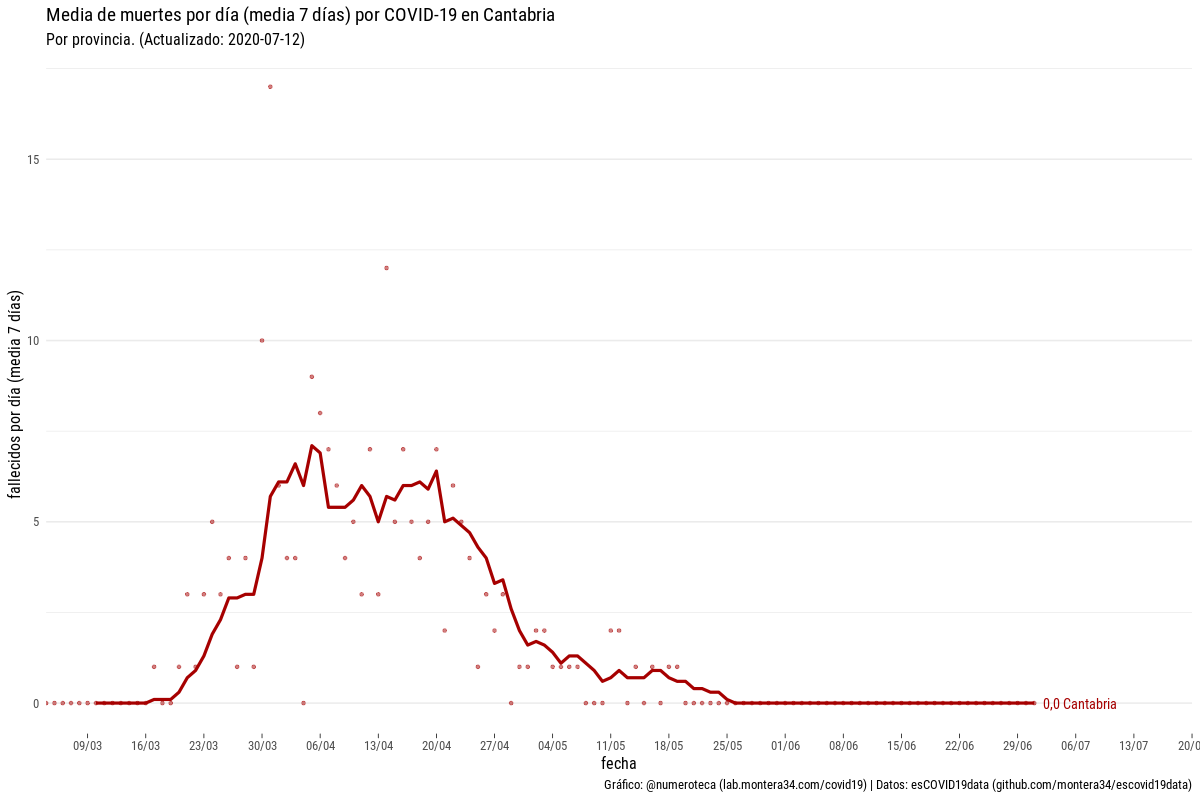 Media de muertes por día (media 7 días) por COVID-19 en Cantabria
Por provincia. (Actualizado: 2020-07-12)
fallecidos por día (media 7 días)
15
10
5
0
0,0 Cantabria
09/03 16/03 23/03 30/03 06/04 13/04 20/04 27/04 04/05 11/05 18/05 25/05 01/06 08/06 15/06 22/06 29/06 06/07 13/07 20/0
fecha
Gráfico: @numeroteca (lab.montera34.com/covid19) | Datos: esCOVID19data (github.com/montera34/escovid19data)